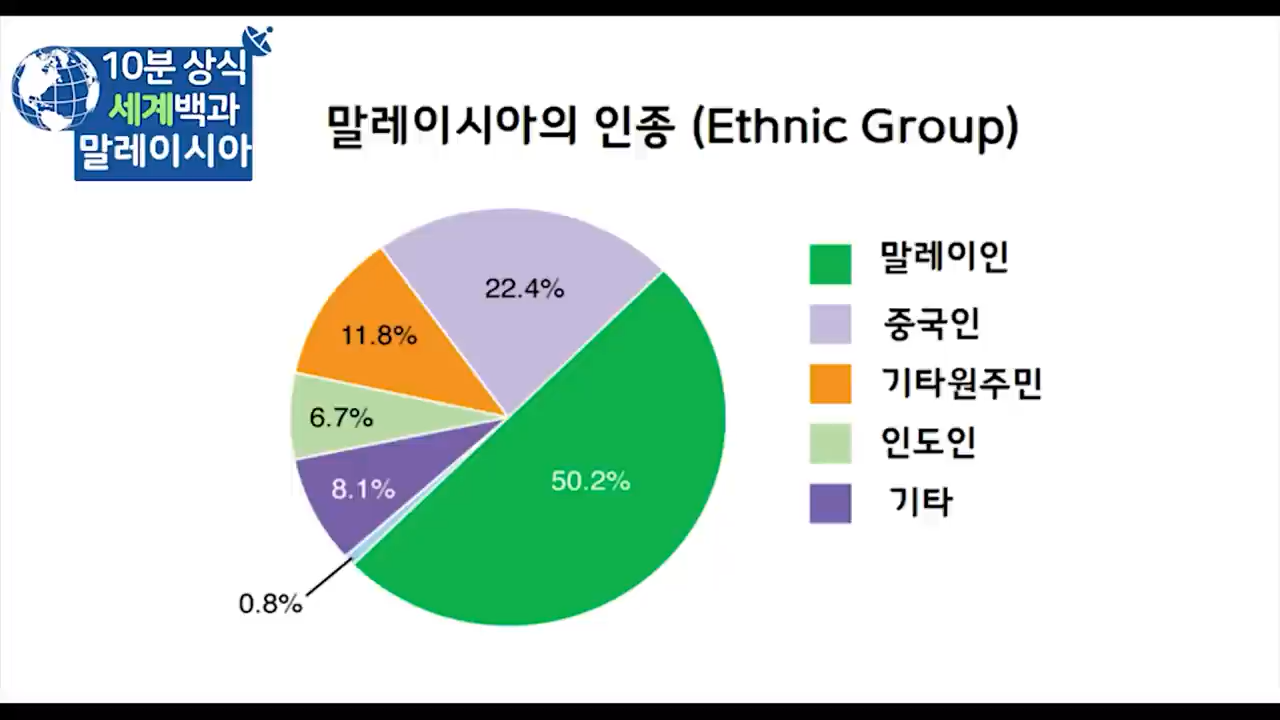 10분 상식
세계백과
말레이시아
말레이시아의 인종 (Ethnic Group)
22.4%
11.8%
6.7%
8.1%
50.2%
0.8%
말레이인
중국인
기타원주민
인도인
기타